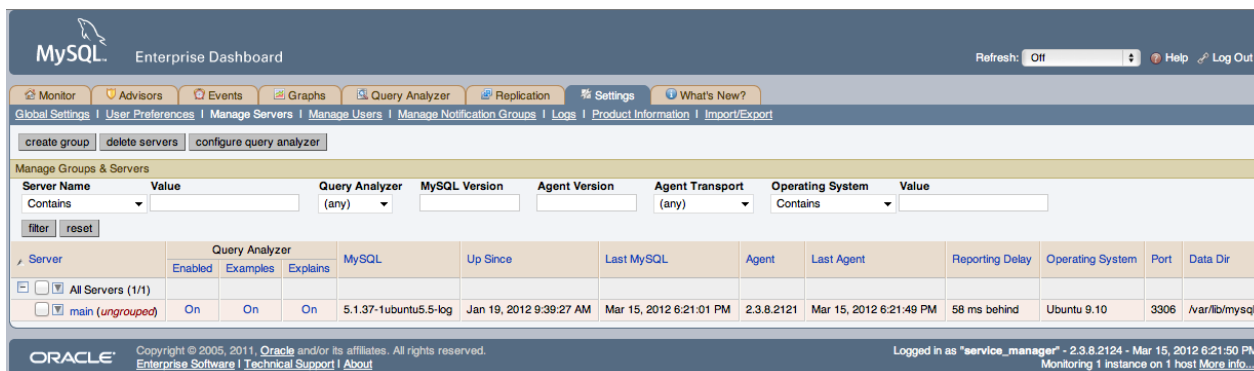 MySQL™ Enterprise Dashboard
Refresh: Off Help Log Out
Monitor Advisors Events Graphs Query Analyzer Replication Settings What's New?
Global Settings | User Preferences | Manage Servers | Manage Users | Manage Notification Groups | Logs | Product Information | Import/Export
create group delete servers configure query analyzer
Manage Groups & Servers
Server Name Value Query Analyzer MySQL Version Agent Version Agent Transport Operating System Value
Contains (any) (any) Contains
filter reset
Server Query Analyzer MySQL Up Since Last MySQL Agent Last Agent Reporting Delay Operating System Port Data Dir
Enabled Examples Explains
All Servers (1/1)
main (ungrouped) On On On 5.1.37-1ubuntu5.5-log Jan 19, 2012 9:39:27 AM Mar 15, 2012 6:21:01 PM 2.3.8.2121 Mar 15, 2012 6:21:49 PM 58 ms behind Ubuntu 9.10 3306 /var/lib/mysql
ORACLE® Copyright © 2005, 2011, Oracle and/or its affiliates. All rights reserved. Logged in as "service_manager" - 2.3.8.2124 - Mar 15, 2012 6:21:50 PM
Enterprise Software | Technical Support | About Monitoring 1 instance on 1 host More info...